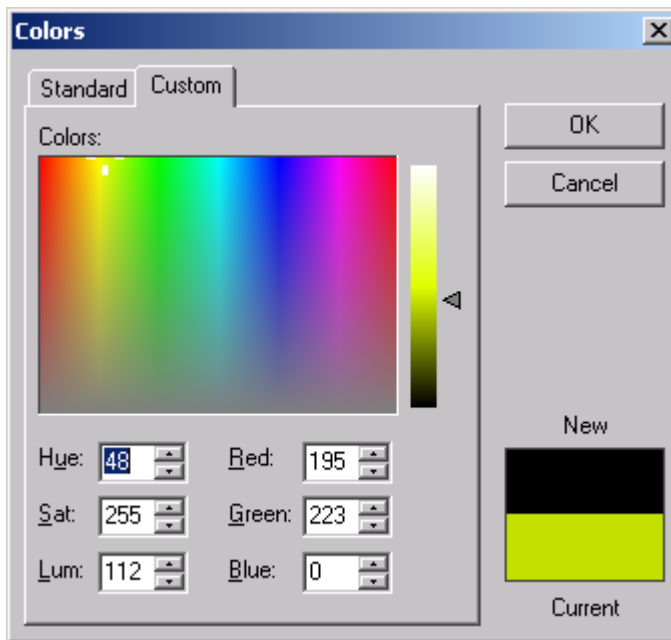 Colors
Standard Custom
Colors:
OK
Cancel
Hue: 48 Red: 195
Sat: 255 Green: 223
Lum: 112 Blue: 0
New
Current